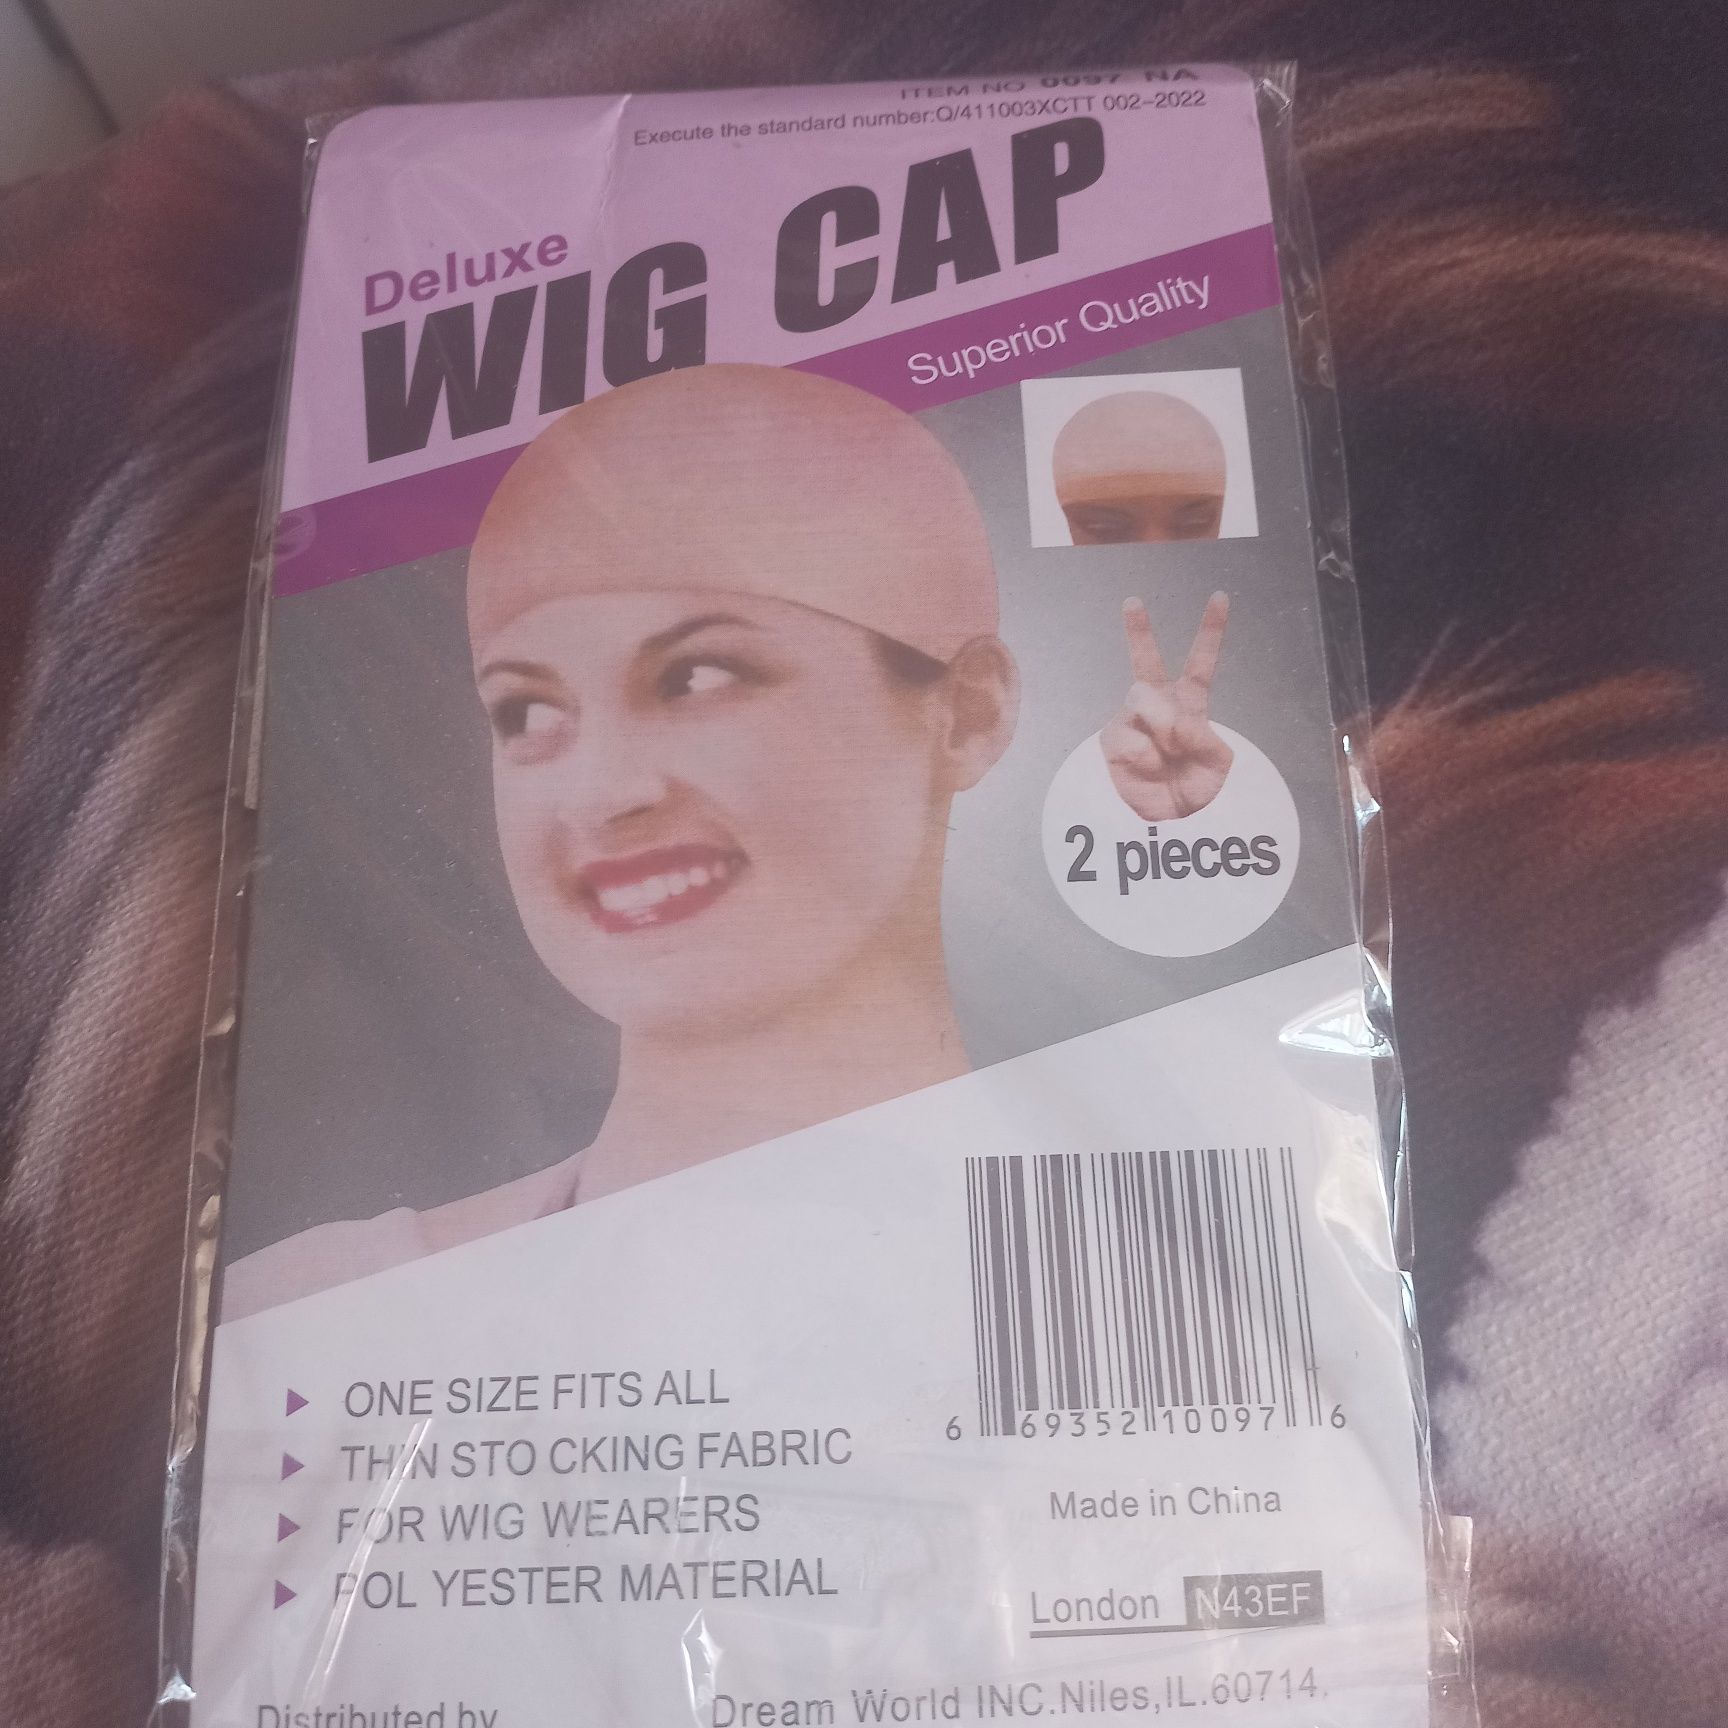 ITEM NO 0097 NA
Execute the standard number:Q/411003XCTT 002-2022
Deluxe
WIG CAP
Superior Quality
2 pieces
ONE SIZE FITS ALL
THIN STO CKING FABRIC
FOR WIG WEARERS
POL YESTER MATERIAL
6 69352 10097 6
Made in China
London N43EF
Distributed by
Dream World INC.Niles,IL.60714.